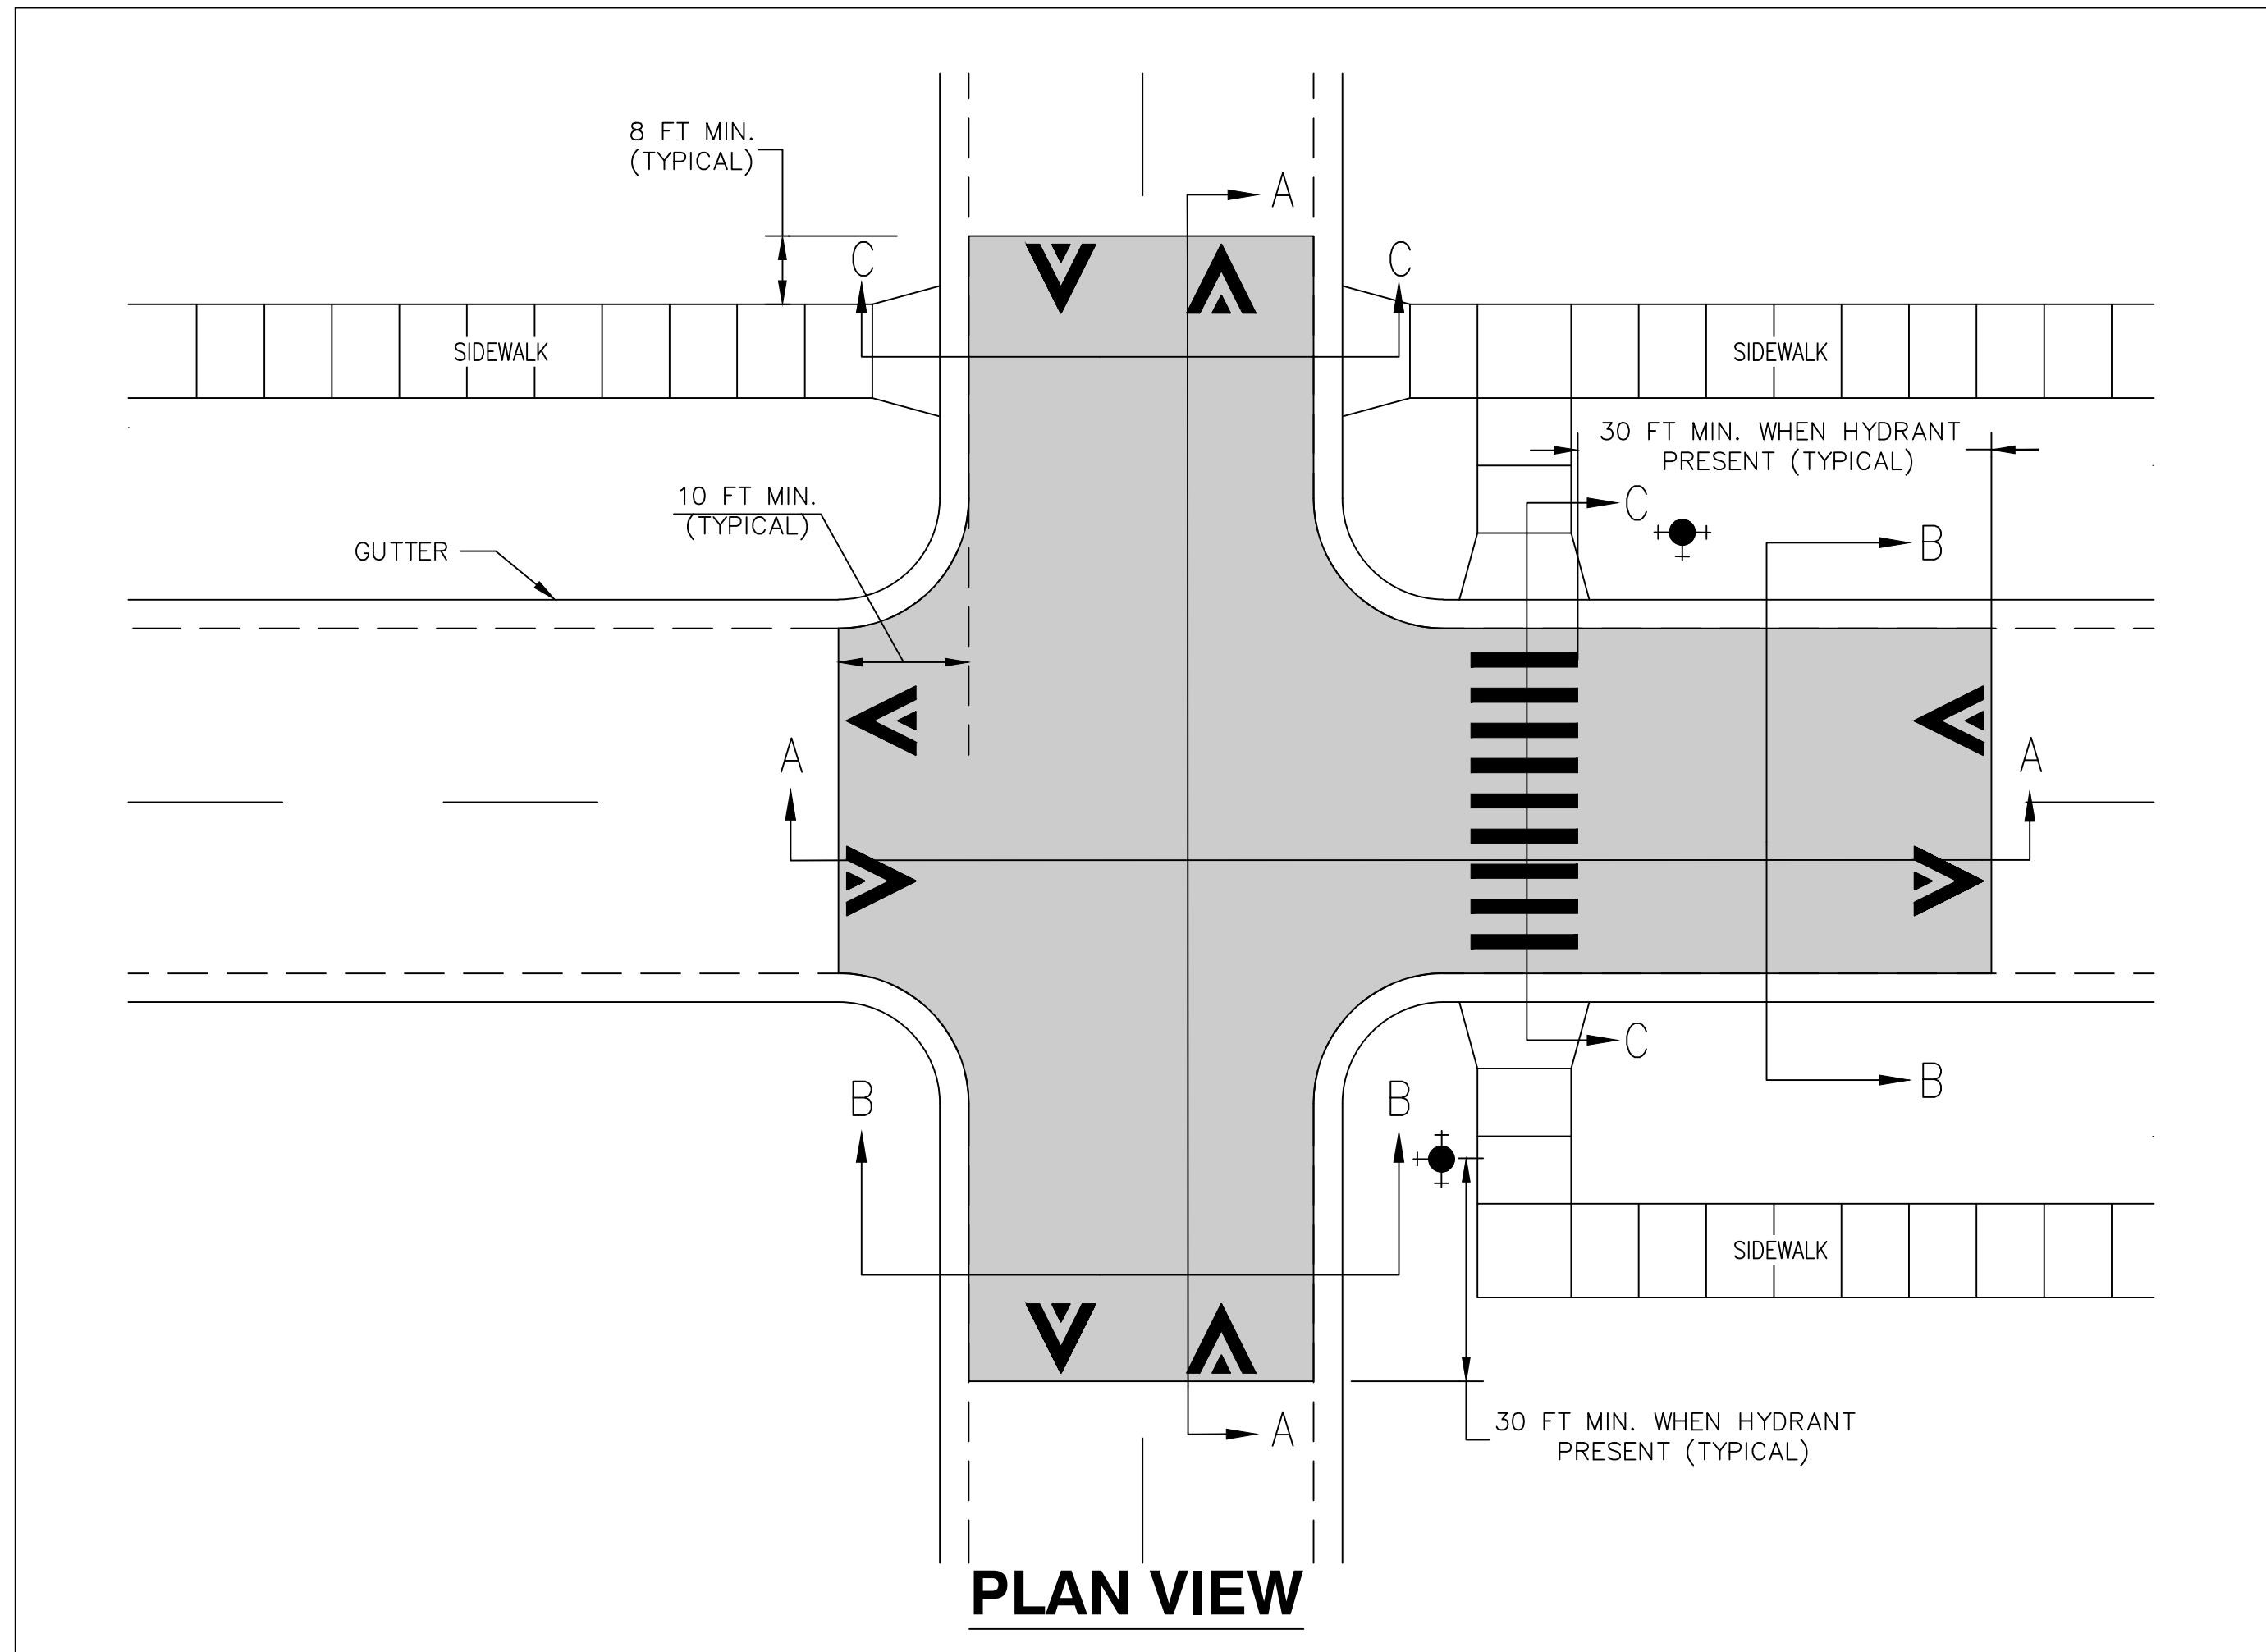 8 FT MIN.
(TYPICAL)
A
C
C
SIDEWALK
SIDEWALK
30 FT MIN. WHEN HYDRANT
PRESENT (TYPICAL)
10 FT MIN.
(TYPICAL)
C
GUTTER
B
A
A
C
B
B
B
SIDEWALK
30 FT MIN. WHEN HYDRANT
PRESENT (TYPICAL)
A
PLAN VIEW